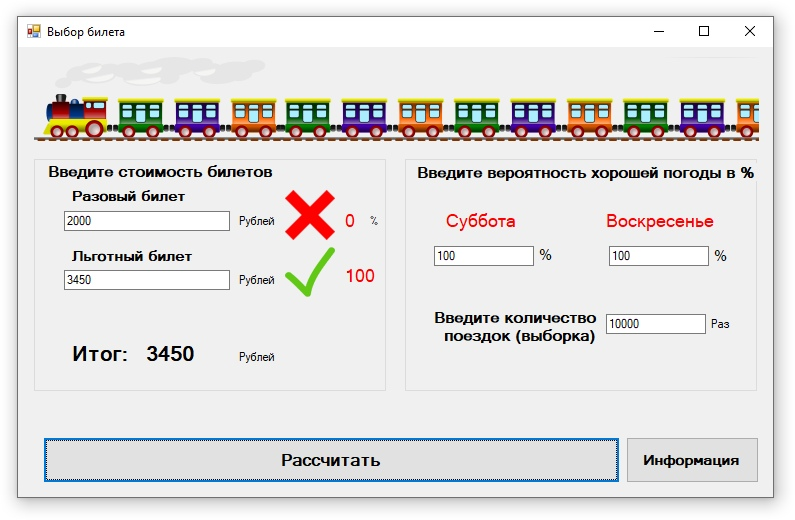 Выбор билета
Введите стоимость билетов
Разовый билет
2000 Рублей 0 %
Льготный билет
3450 Рублей 100
Итог: 3450 Рублей
Введите вероятность хорошей погоды в %
Суббота Воскресенье
100 % 100 %
Введите количество
поездок (выборка)
10000 Раз
Рассчитать
Информация